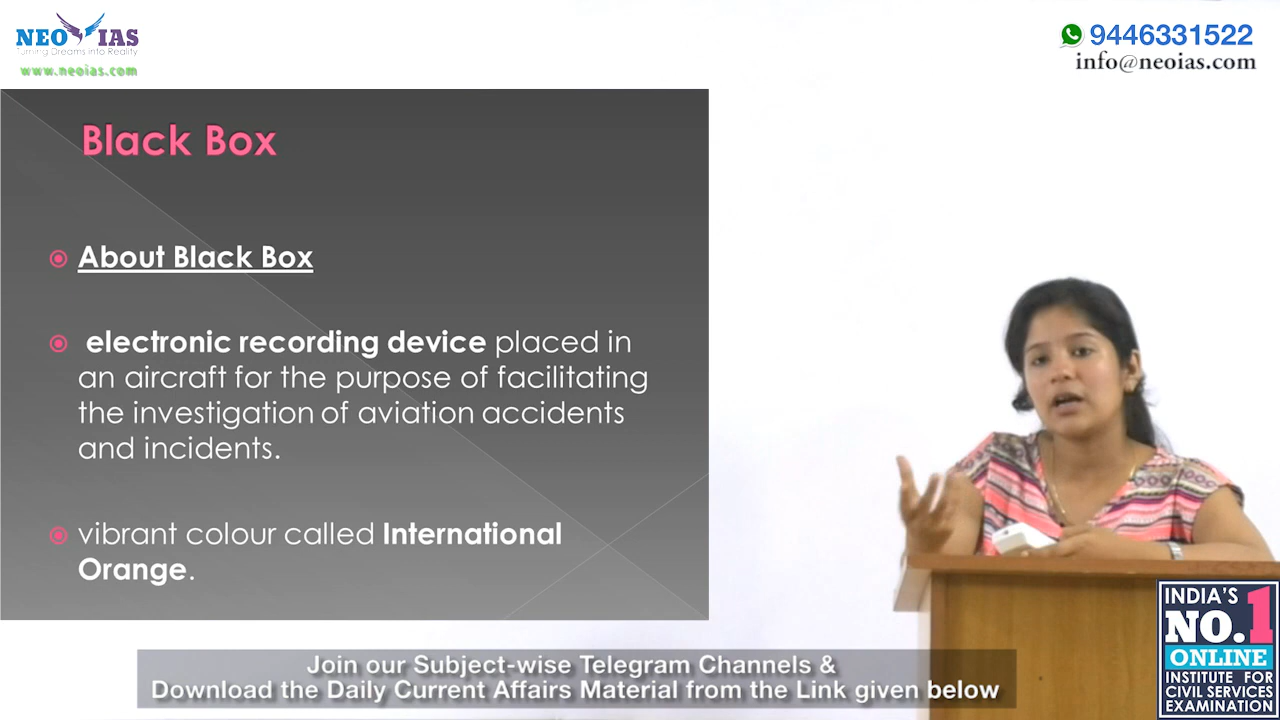 NEO IAS
Turning Dreams into Reality
www.neoias.com
9446331522
info@neoias.com
Black Box
About Black Box
electronic recording device placed in
an aircraft for the purpose of facilitating
the investigation of aviation accidents
and incidents.
vibrant colour called International
Orange.
INDIA'S
NO.1
ONLINE
INSTITUTE FOR
CIVIL SERVICES
EXAMINATION
Join our Subject-wise Telegram Channels &
Download the Daily Current Affairs Material from the Link given below